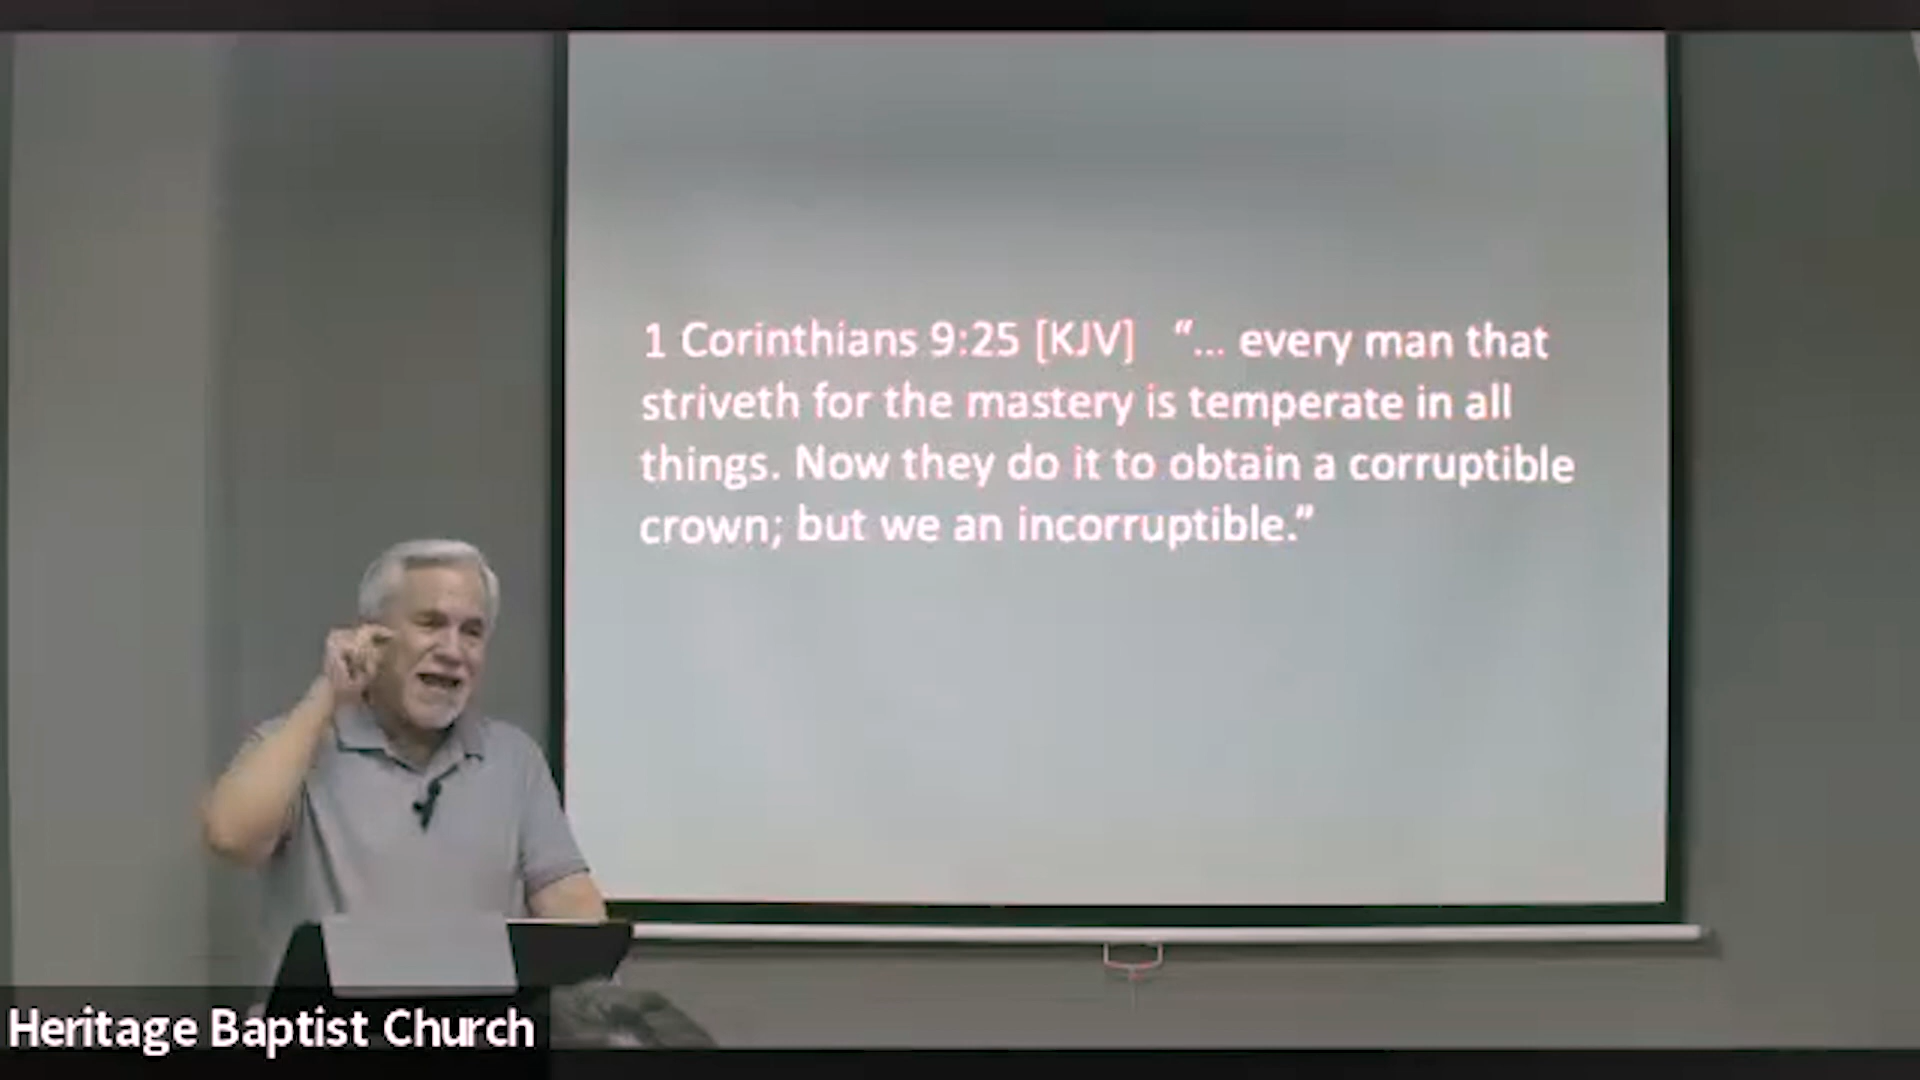 1 Corinthians 9:25 [KJV] “... every man that
striveth for the mastery is temperate in all
things. Now they do it to obtain a corruptible
crown; but we an incorruptible.”
Heritage Baptist Church